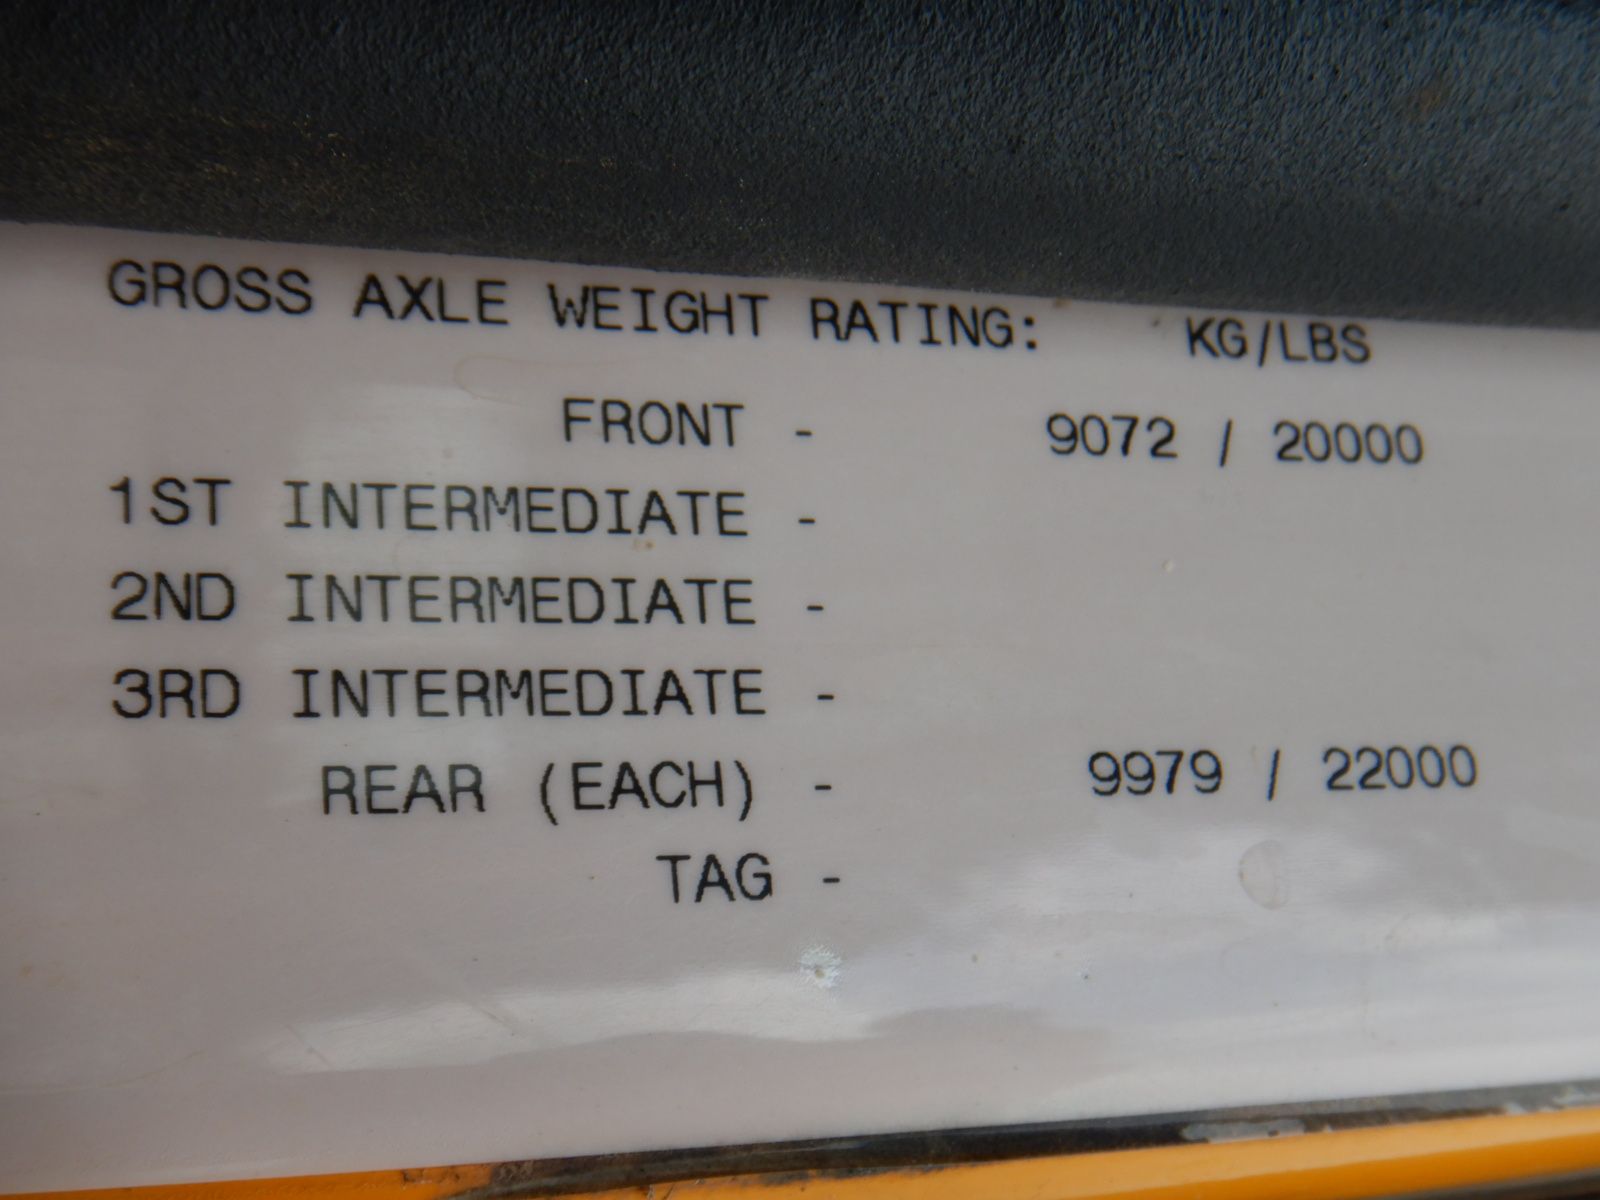 GROSS AXLE WEIGHT RATING: KG/LBS
FRONT - 9072 / 20000
1ST INTERMEDIATE -
2ND INTERMEDIATE -
3RD INTERMEDIATE -
REAR (EACH) - 9979 / 22000
TAG -